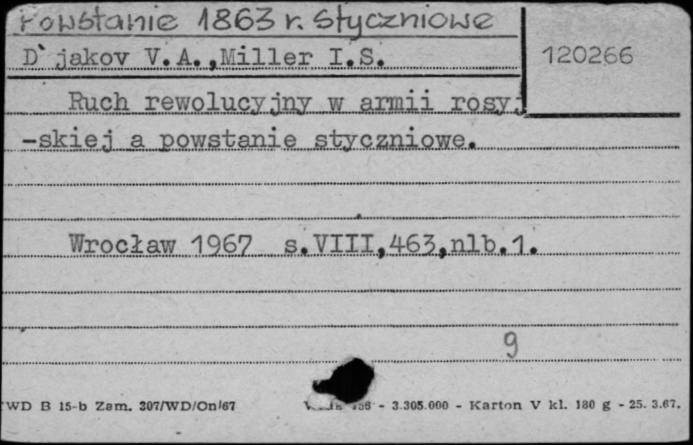 Powstanie 1863 r. Styczniowe
D`jakov V.A.,Miller I.S.
120266
Ruch rewolucyjny w armii rosyj
-skiej a powstanie styczniowe.
Wrocław 1967 s.VIII,463,nlb.1.
9
WD B 15-b Zam. 307/WD/On/67 - 3.305.000 - Karton V kl. 180 g - 25. 3.67.